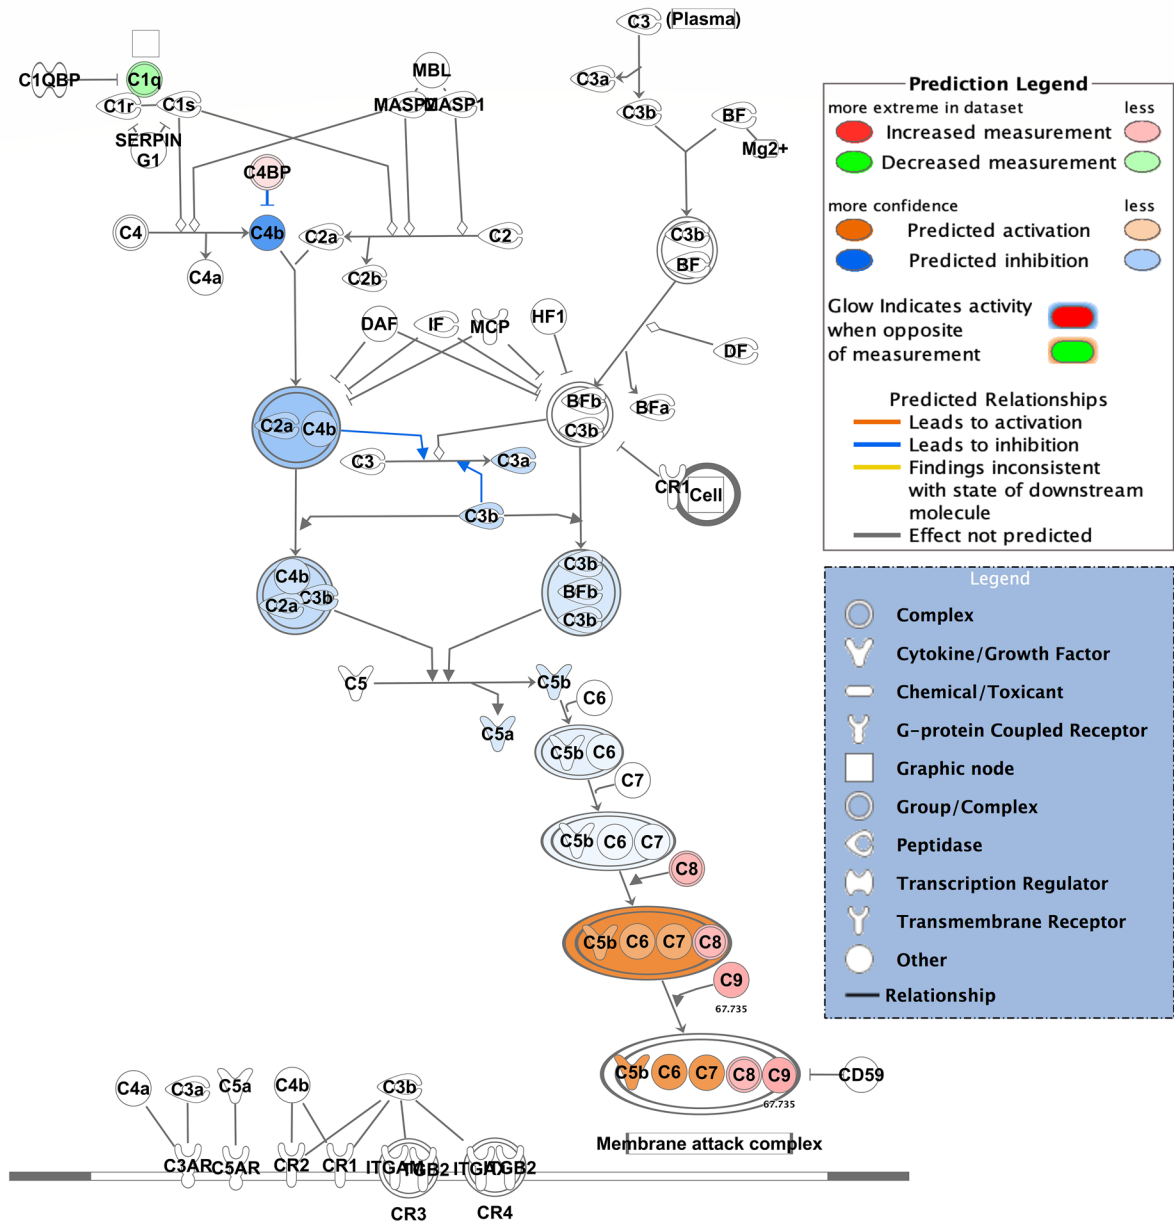 C3
(Plasma)
C1QBP
C1q
MBL
C3a
C1r
C1s
MASP2
MASP1
C3b
BF
SERPIN
G1
Mg2+
C4BP
C4
C4b
C2a
C2
C3b
BF
C4a
C2b
DAF
IF
MCP
HF1
DF
C2a
C4b
BFb
C3b
BFa
C3
C3a
CR1
Cell
C3b
C4b
C2a
C3b
C3b
BFb
C3b
C5
C5b
C6
C5a
C5b
C6
C7
C5b
C6
C7
C8
C5b
C6
C7
C8
C9
67.735
C5b
C6
C7
C8
C9
67.735
CD59
Membrane attack complex
C4a
C3a
C5a
C4b
C3b
C3AR
C5AR
CR2
CR1
ITGAM
ITGB2
ITGAX
ITGB2
CR3
CR4
Prediction Legend
more extreme in dataset
less
Increased measurement
Decreased measurement
more confidence
less
Predicted activation
Predicted inhibition
Glow Indicates activity
when opposite
of measurement
Predicted Relationships
Leads to activation
Leads to inhibition
Findings inconsistent
with state of downstream
molecule
Effect not predicted
Legend
Complex
Cytokine/Growth Factor
Chemical/Toxicant
G-protein Coupled Receptor
Graphic node
Group/Complex
Peptidase
Transcription Regulator
Transmembrane Receptor
Other
Relationship